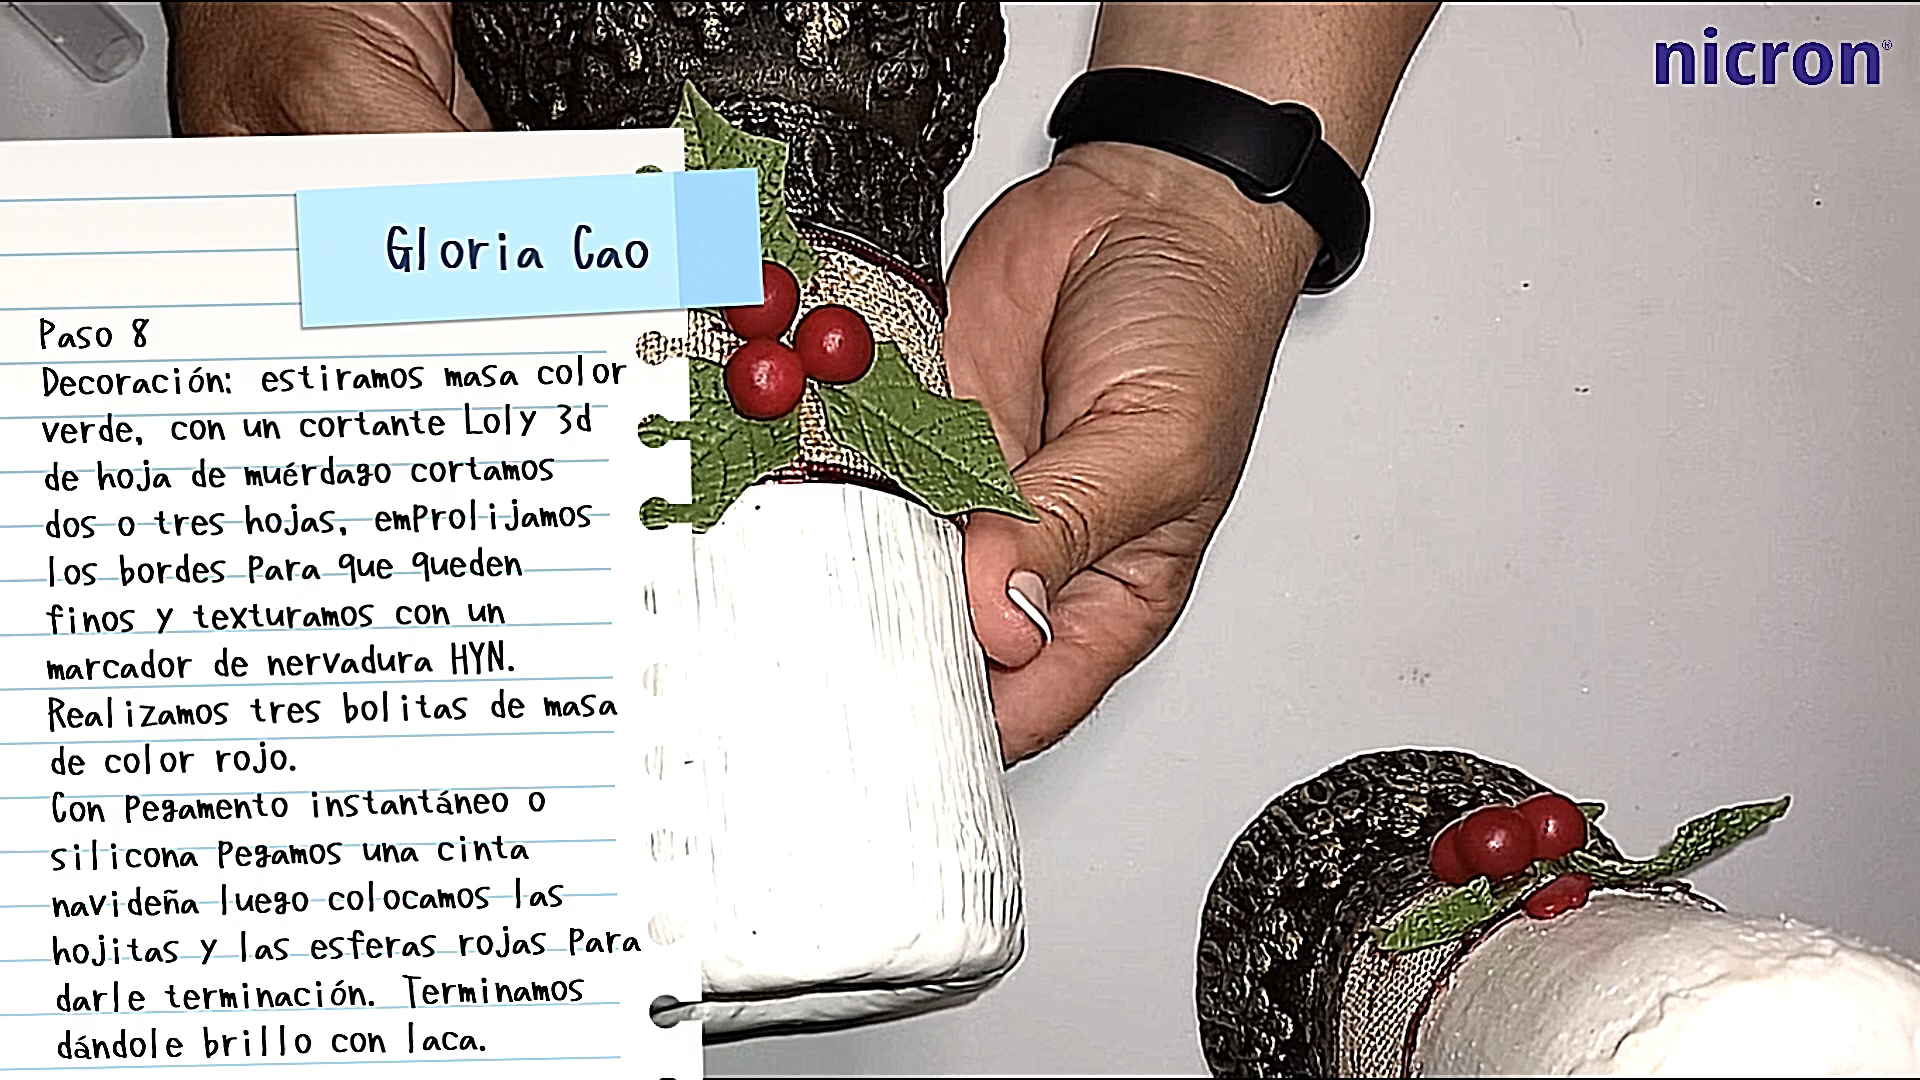 nicron®
Gloria Cao
Paso 8
Decoración: estiramos masa color
verde, con un cortante Loly 3d
de hoja de muérdago cortamos
dos o tres hojas, emprolijamos
los bordes para que queden
finos y texturamos con un
marcador de nervadura HYN.
Realizamos tres bolitas de masa
de color rojo.
Con pegamento instantáneo o
silicona pegamos una cinta
navideña luego colocamos las
hojitas y las esferas rojas para
darle terminación. Terminamos
dándole brillo con laca.